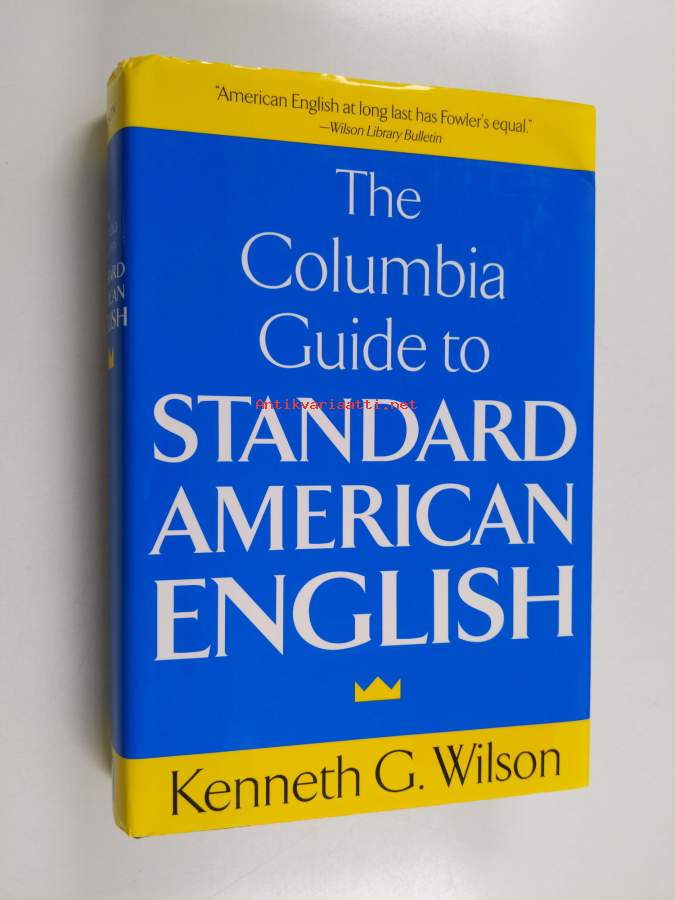 "American English at long last has Fowler's equal."
—Wilson Library Bulletin
The
Columbia
Guide to
Antikvariaatti.net
STANDARD
AMERICAN
ENGLISH
Kenneth G. Wilson